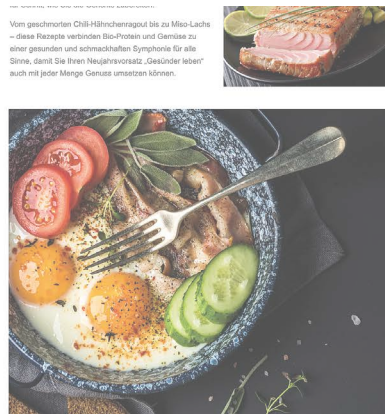 Vom geschmorten Chili-Hähnchenragout bis zu Miso-Lachs
– diese Rezepte verbinden Bio-Protein und Gemüse zu
einer gesunden und schmackhaften Symphonie für alle
Sinne, damit Sie Ihren Neujahrsvorsatz „Gesünder leben“
auch mit jeder Menge Genuss umsetzen können.